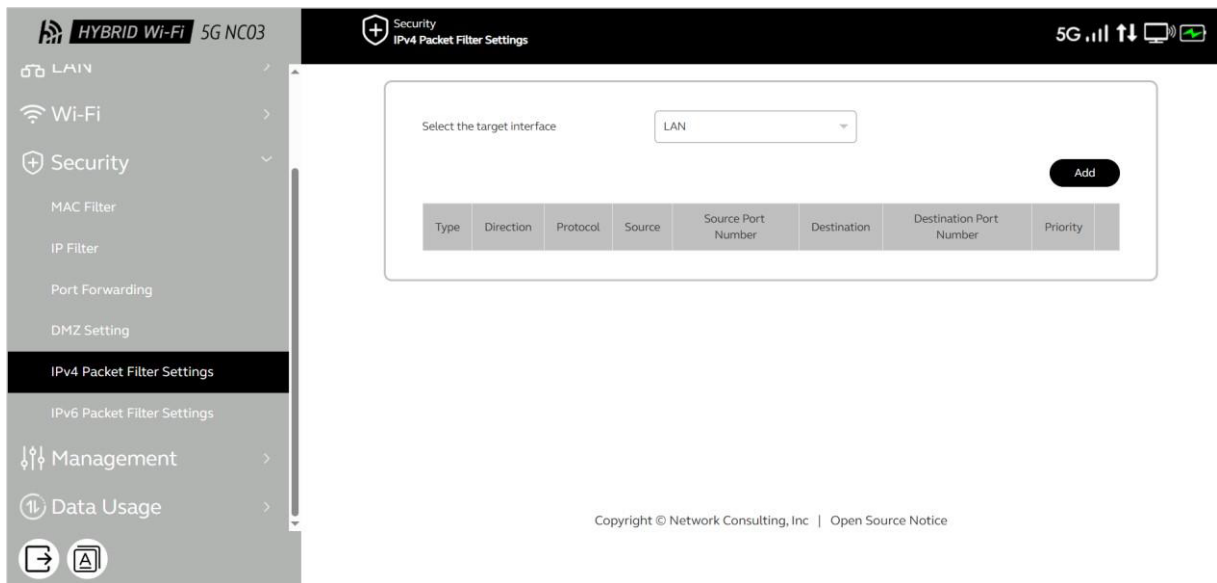 HYBRID Wi-Fi 5G NC03
Security
IPv4 Packet Filter Settings
5G
LAN
Wi-Fi
Security
MAC Filter
IP Filter
Port Forwarding
DMZ Setting
IPv4 Packet Filter Settings
IPv6 Packet Filter Settings
Management
Data Usage
A
Select the target interface LAN
Add
Type Direction Protocol Source Source Port Number Destination Destination Port Number Priority
Copyright © Network Consulting, Inc | Open Source Notice